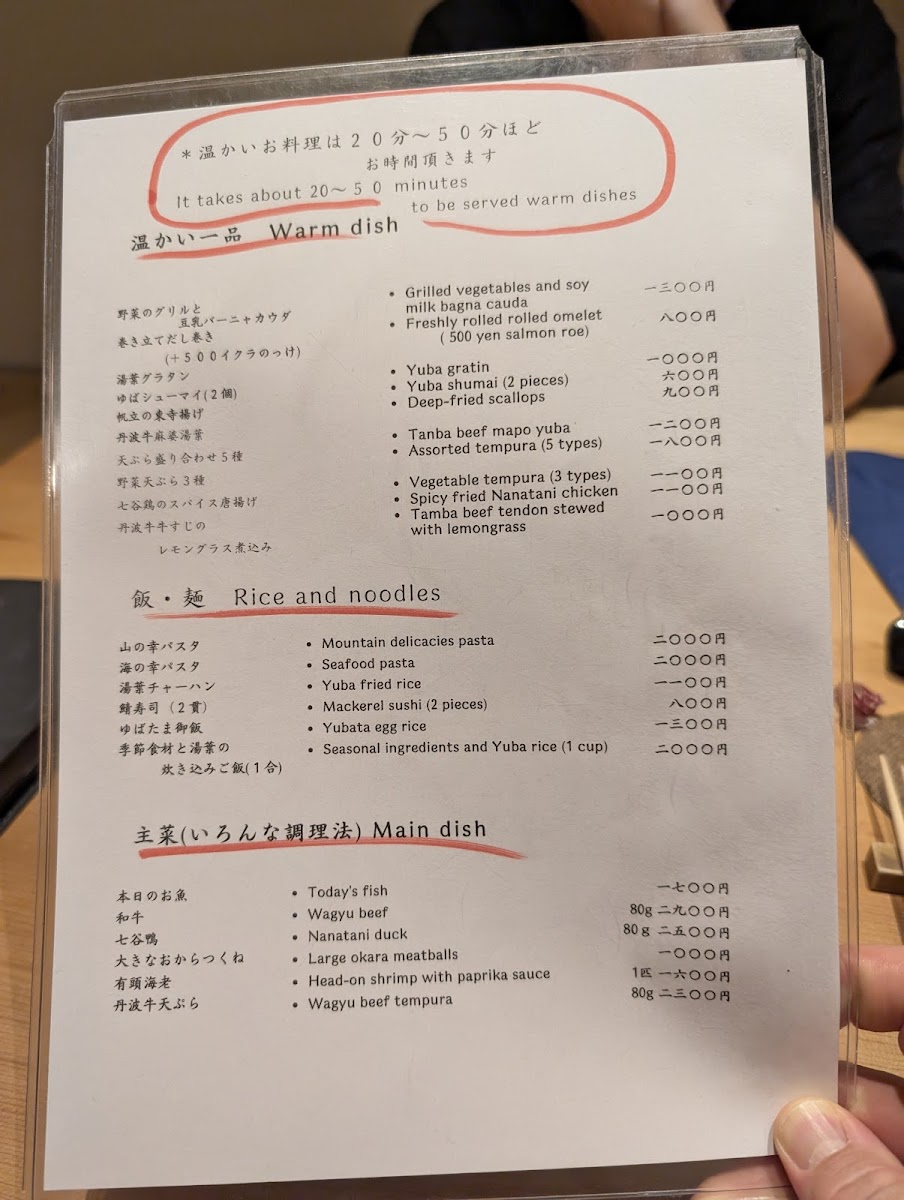 ＊温かいお料理は２０分～５０分ほど
お時間頂きます
It takes about 20～５０ minutes
to be served warm dishes
温かい一品　Warm dish
野菜のグリルと
豆乳バーニャカウダ
巻き立てだし巻き
(＋５００イクラのっけ)
湯葉グラタン
ゆばシューマイ(２個)
帆立の東寺揚げ
丹波牛麻婆湯葉
天ぷら盛り合わせ５種
野菜天ぷら３種
七谷鶏のスパイス唐揚げ
丹波牛牛すじの
レモングラス煮込み
• Grilled vegetables and soy 一三〇〇円
milk bagna cauda
• Freshly rolled rolled omelet 八〇〇円
( 500 yen salmon roe)
• Yuba gratin 一〇〇〇円
• Yuba shumai (2 pieces) 六〇〇円
• Deep-fried scallops 九〇〇円
• Tanba beef mapo yuba 一二〇〇円
• Assorted tempura (5 types) 一八〇〇円
• Vegetable tempura (3 types) 一一〇〇円
• Spicy fried Nanatani chicken 一一〇〇円
• Tamba beef tendon stewed 一〇〇〇円
with lemongrass
飯・麺　Rice and noodles
山の幸パスタ • Mountain delicacies pasta 二〇〇〇円
海の幸パスタ • Seafood pasta 二〇〇〇円
湯葉チャーハン • Yuba fried rice 一一〇〇円
鯖寿司（２貫） • Mackerel sushi (2 pieces) 八〇〇円
ゆばたま御飯 • Yubata egg rice 一三〇〇円
季節食材と湯葉の • Seasonal ingredients and Yuba rice (1 cup) 二〇〇〇円
炊き込みご飯(１合)
主菜(いろんな調理法) Main dish
本日のお魚 • Today's fish 一七〇〇円
和牛 • Wagyu beef 80g 二九〇〇円
七谷鴨 • Nanatani duck 80ｇ 二五〇〇円
大きなおからつくね • Large okara meatballs 一〇〇〇円
有頭海老 • Head-on shrimp with paprika sauce 1匹 一六〇〇円
丹波牛天ぷら • Wagyu beef tempura 80g 二三〇〇円